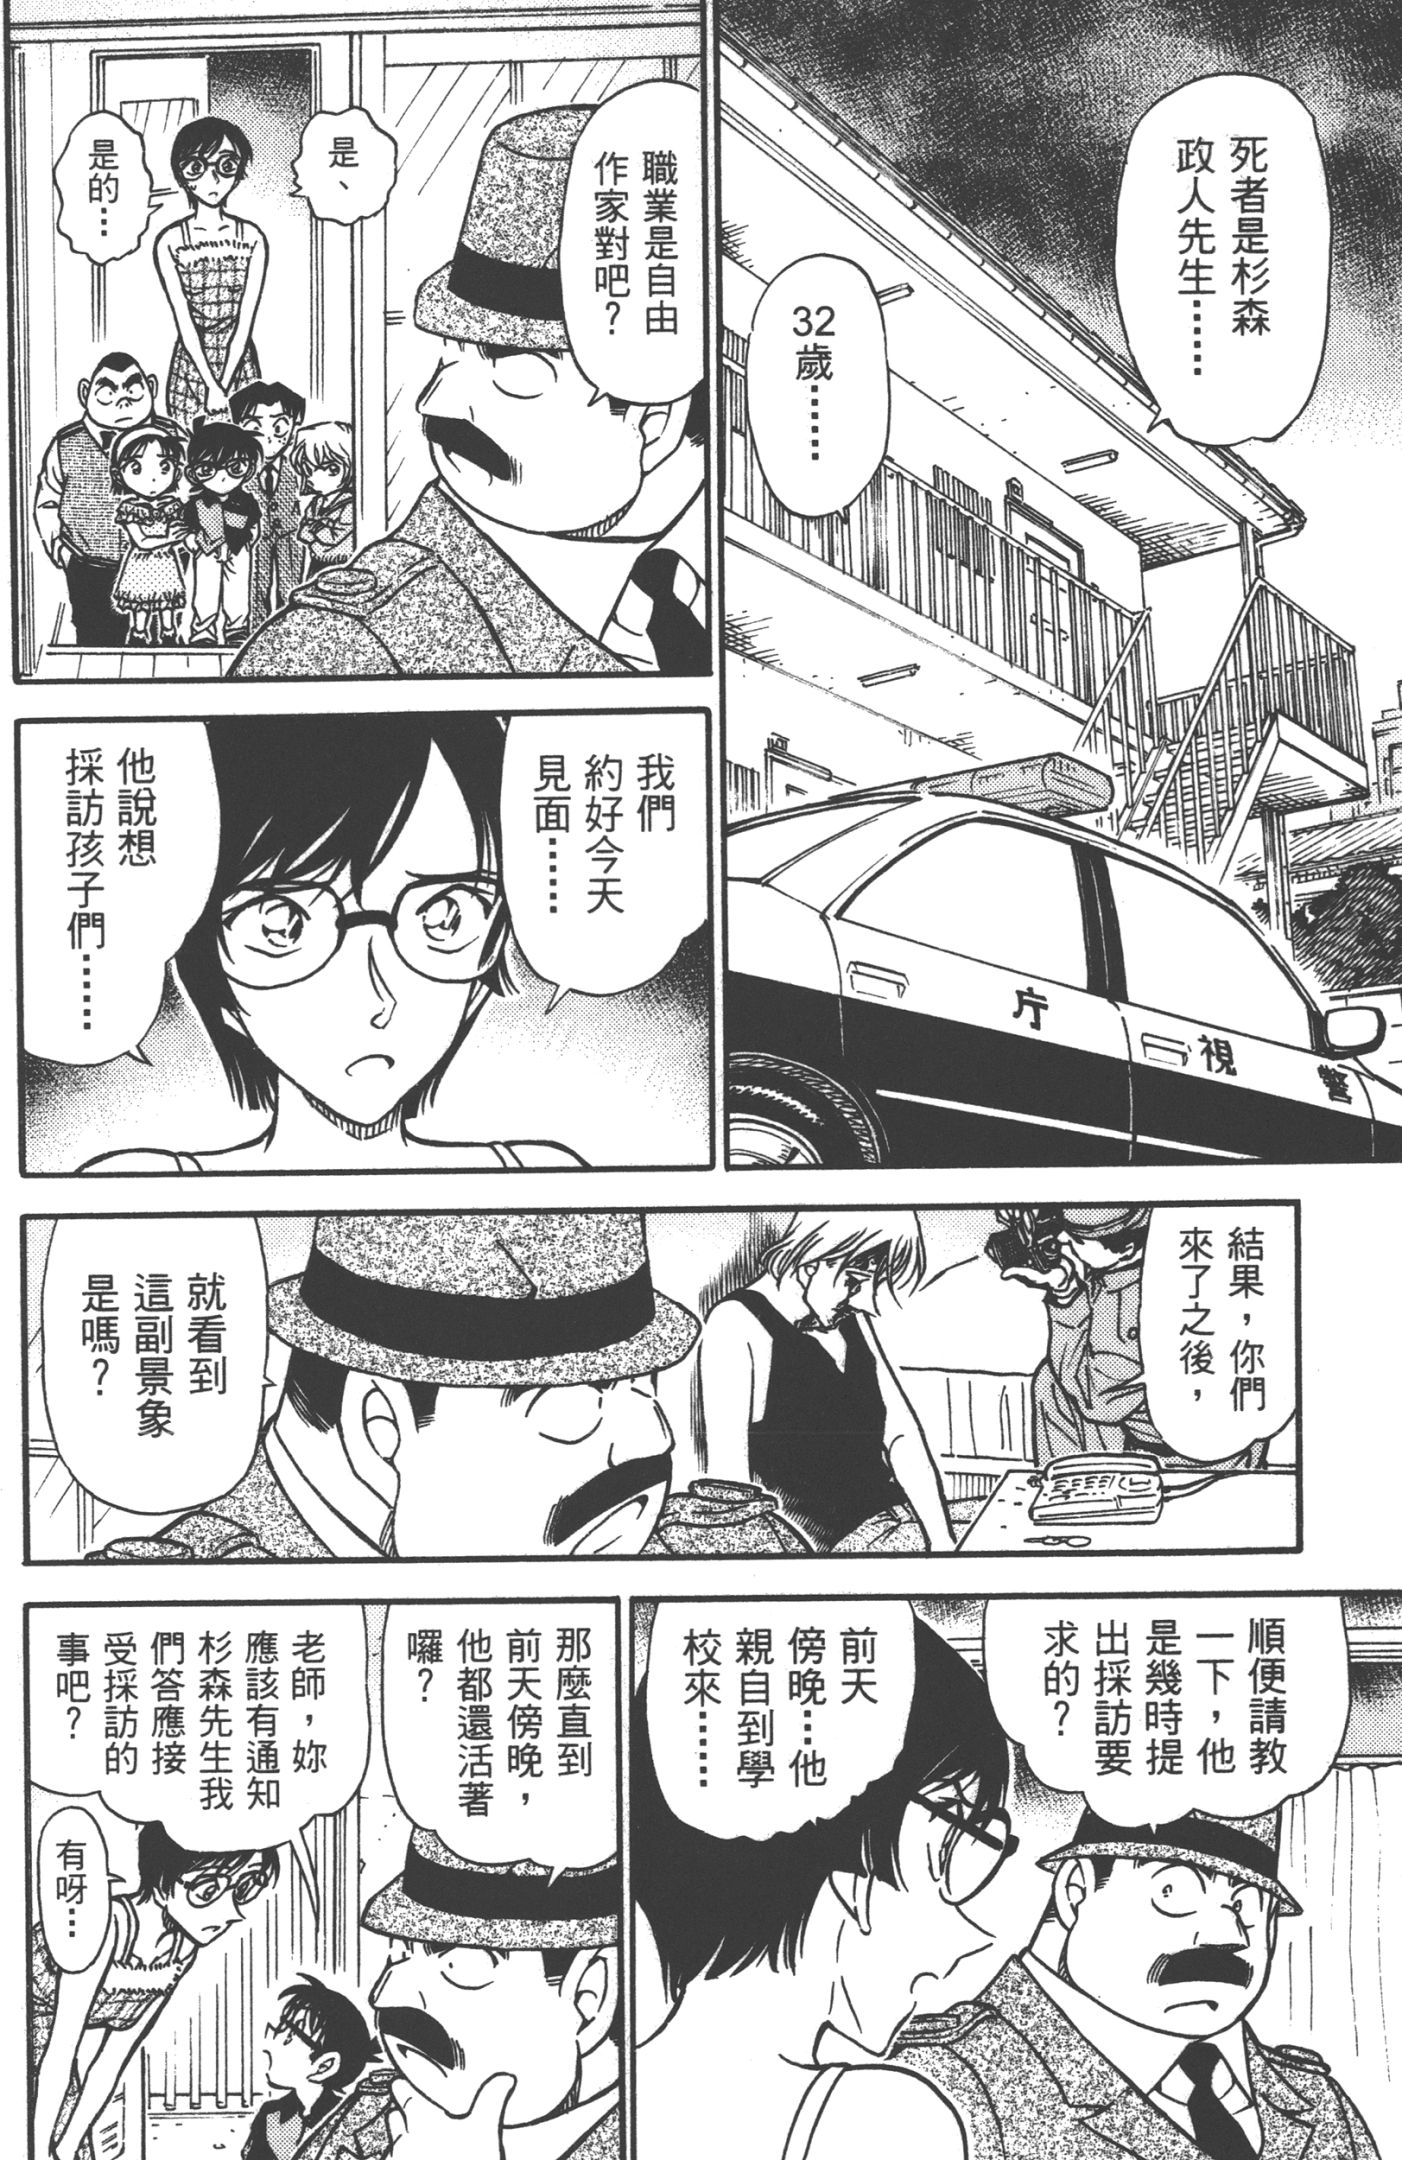 死者是杉森
政人先生……
32歲……
庁視警
職業是自由
作家對吧？
是、
是的…
我們
約好今天
見面……
他說想
採訪孩子們……
結果，你們
來了之後，
就看到
這副景象
是嗎？
順便請教
一下，他
是幾時提
出採訪要
求的？
前天
傍晚…他
親自到學
校來……
那麼直到
前天傍晚，
他都還活著
囉？
老師，妳
應該有通知
杉森先生我
們答應接
受採訪的
事吧？
有呀…